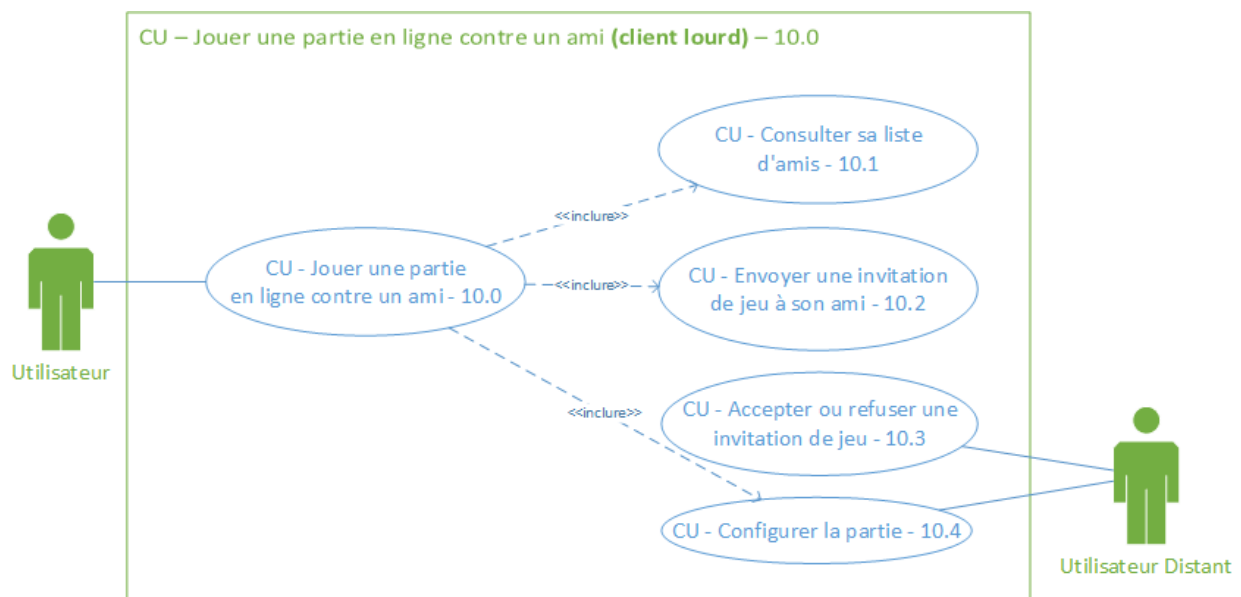 CU – Jouer une partie en ligne contre un ami (client lourd) – 10.0
CU - Consulter sa liste
d'amis - 10.1
<<inclure>>
CU - Jouer une partie
en ligne contre un ami - 10.0
<<inclure>>
CU - Envoyer une invitation
de jeu à son ami - 10.2
Utilisateur
<<inclure>>
CU - Accepter ou refuser une
invitation de jeu - 10.3
CU - Configurer la partie - 10.4
Utilisateur Distant